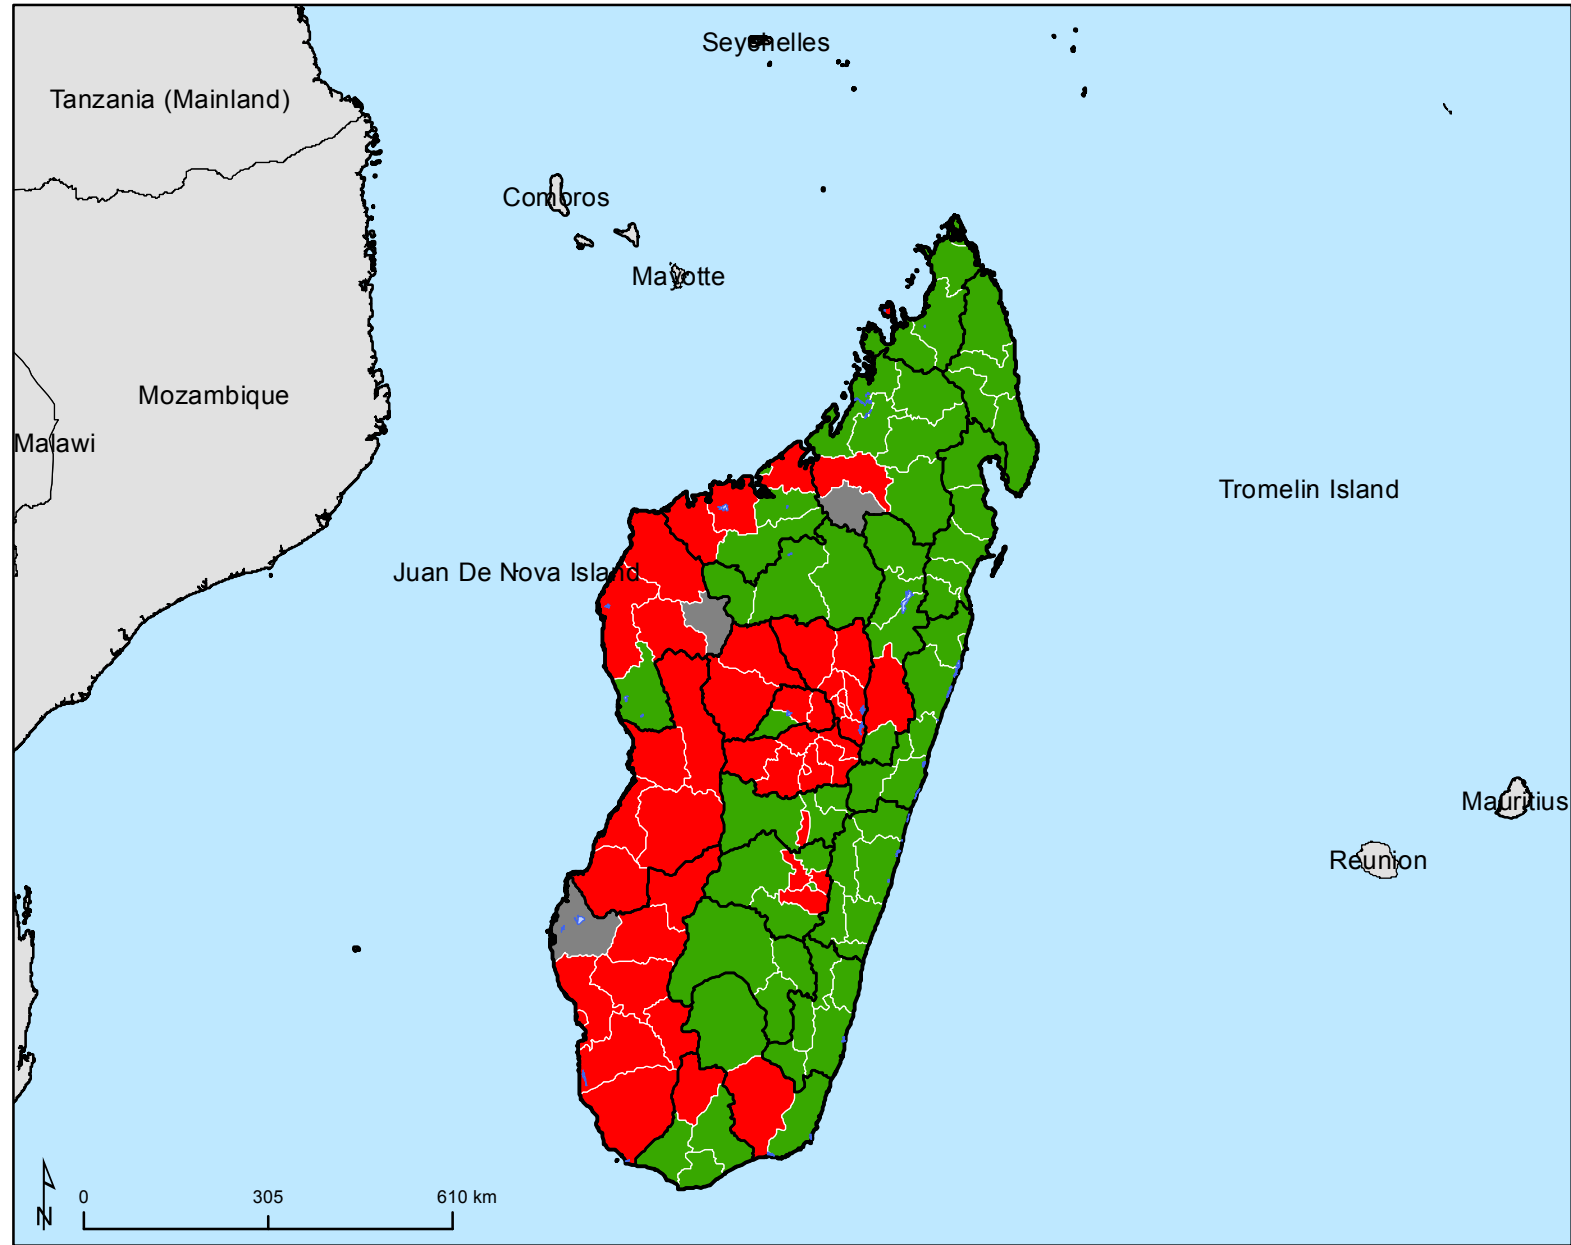 Seychelles
Tanzania (Mainland)
Comoros
Mayotte
Mozambique
Malawi
Tromelin Island
Juan De Nova Island
Mauritius
Reunion
0 305 610 km
N